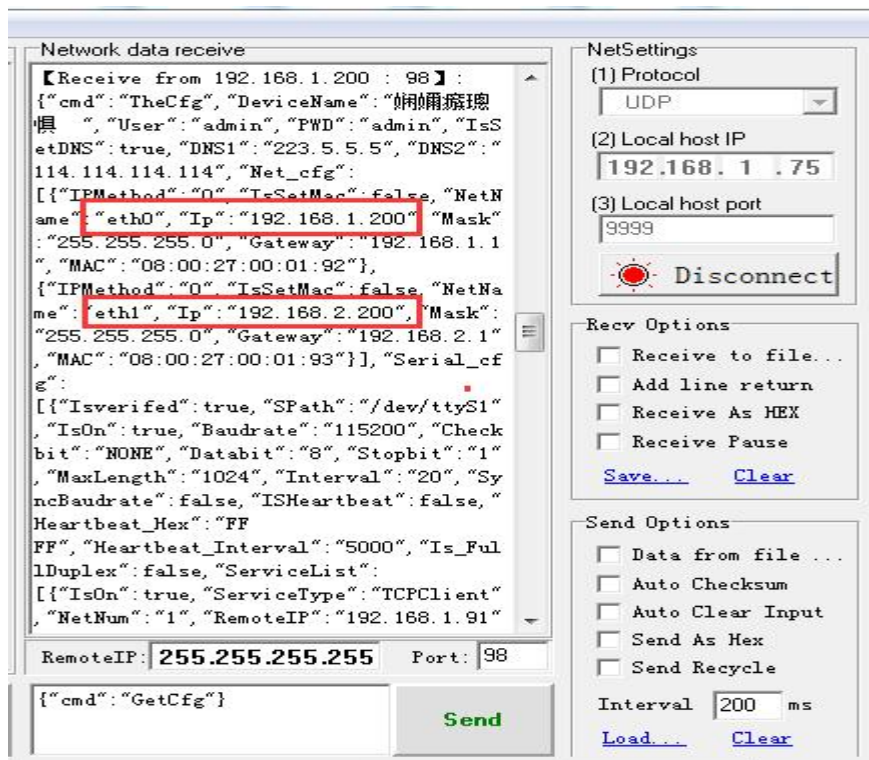 Network data receive
【Receive from 192.168.1.200 : 98】:
{"cmd":"TheCfg","DeviceName":"
","User":"admin","PWD":"admin","IsS
etDNS":true,"DNS1":"223.5.5.5","DNS2":"
114.114.114.114","Net_cfg":
[{"IPMethod":"0","IsSetMac":false,"NetN
ame":"eth0","Ip":"192.168.1.200","Mask"
:"255.255.255.0","Gateway":"192.168.1.1
","MAC":"08:00:27:00:01:92"},
{"IPMethod":"0","IsSetMac":false,"NetNa
me":"eth1","Ip":"192.168.2.200","Mask":
"255.255.255.0","Gateway":"192.168.2.1"
,"MAC":"08:00:27:00:01:93"}],"Serial_cf
g":
[{"Isverifed":true,"SPath":"/dev/ttyS1"
,"IsOn":true,"Baudrate":"115200","Check
bit":"NONE","Databit":"8","Stopbit":"1"
,"MaxLength":"1024","Interval":"20","Sy
ncBaudrate":false,"ISHeartbeat":false,"
Heartbeat_Hex":"FF
FF","Heartbeat_Interval":"5000","Is_Ful
lDuplex":false,"ServiceList":
[{"IsOn":true,"ServiceType":"TCPClient"
,"NetNum":"1","RemoteIP":"192.168.1.91"
RemoteIP: 255.255.255.255 Port: 98
{"cmd":"GetCfg"}
Send
NetSettings
(1) Protocol
UDP
(2) Local host IP
192.168. 1 .75
(3) Local host port
9999
Disconnect
Recv Options
Receive to file...
Add line return
Receive As HEX
Receive Pause
Save... Clear
Send Options
Data from file ...
Auto Checksum
Auto Clear Input
Send As Hex
Send Recycle
Interval 200 ms
Load... Clear